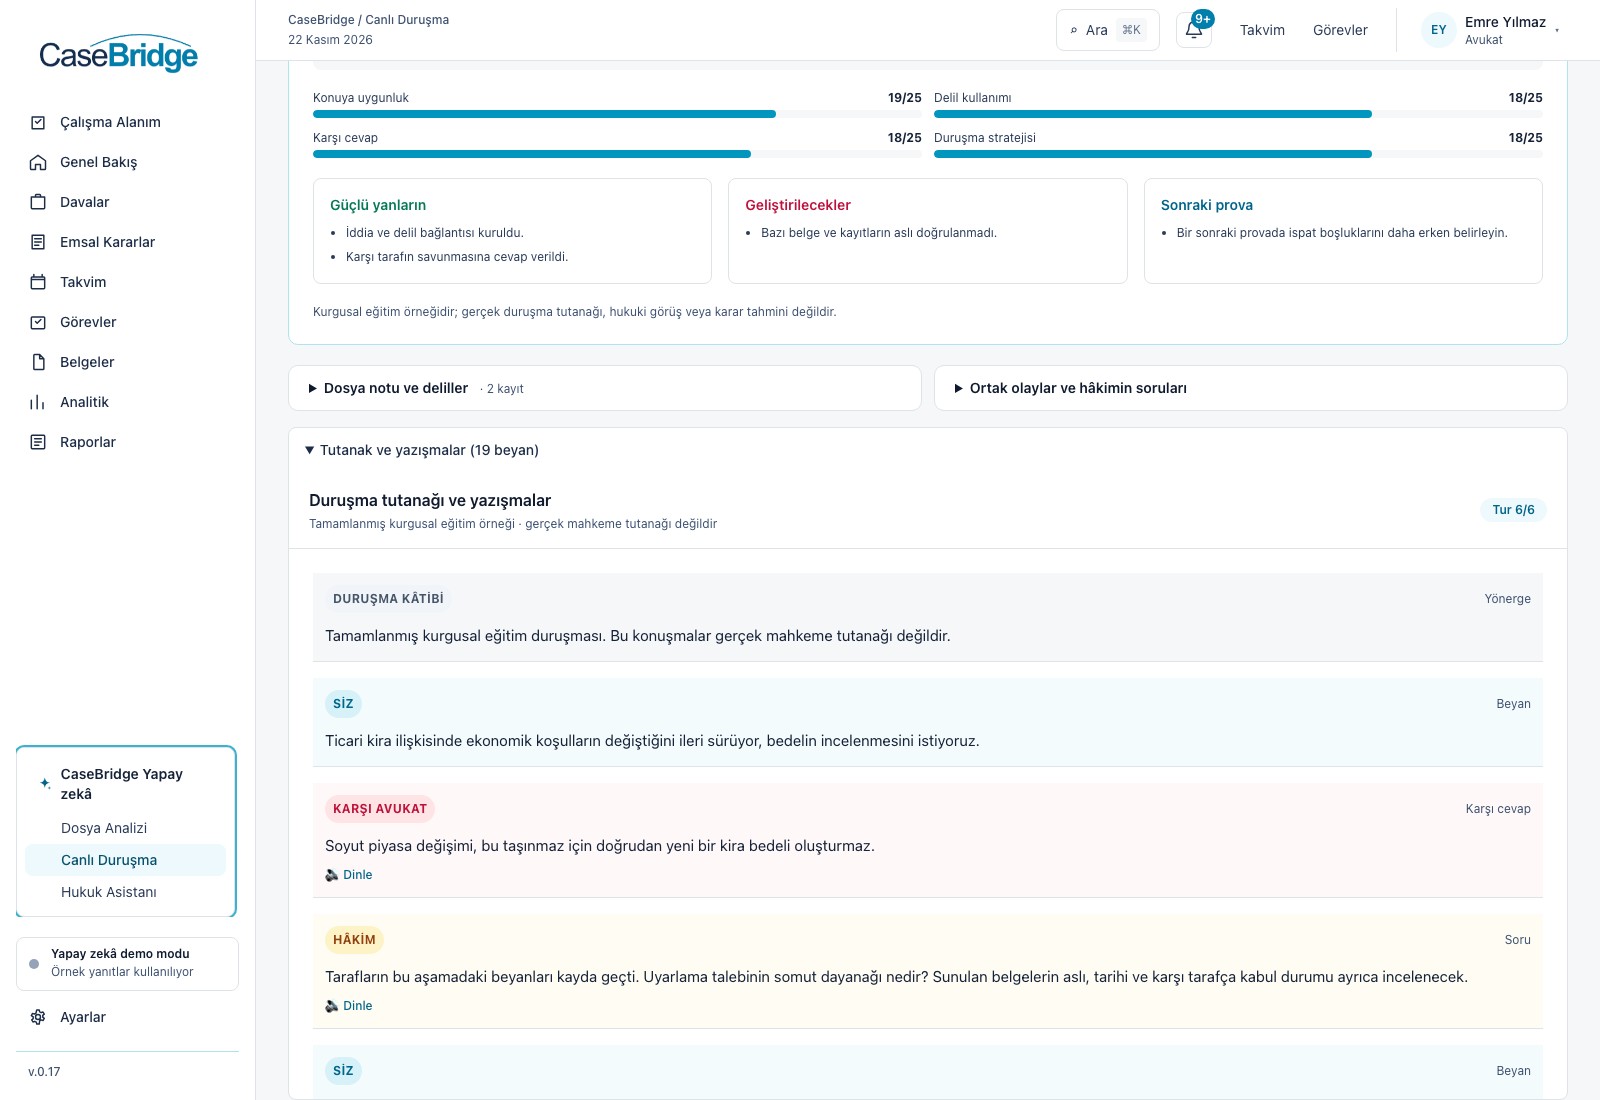 CaseBridge
Çalışma Alanım
Genel Bakış
Davalar
Emsal Kararlar
Takvim
Görevler
Belgeler
Analitik
Raporlar
CaseBridge Yapay
zekâ
Dosya Analizi
Canlı Duruşma
Hukuk Asistanı
Yapay zekâ demo modu
Örnek yanıtlar kullanılıyor
Ayarlar
v.0.17
CaseBridge / Canlı Duruşma
22 Kasım 2026
Ara ⌘K
9+
Takvim
Görevler
EY
Emre Yılmaz
Avukat
Konuya uygunluk 19/25
Delil kullanımı 18/25
Karşı cevap 18/25
Duruşma stratejisi 18/25
Güçlü yanların
• İddia ve delil bağlantısı kuruldu.
• Karşı tarafın savunmasına cevap verildi.
Geliştirilecekler
• Bazı belge ve kayıtların aslı doğrulanmadı.
Sonraki prova
• Bir sonraki provada ispat boşluklarını daha erken belirleyin.
Kurgusal eğitim örneğidir; gerçek duruşma tutanağı, hukuki görüş veya karar tahmini değildir.
▶ Dosya notu ve deliller · 2 kayıt
▶ Ortak olaylar ve hâkimin soruları
▼ Tutanak ve yazışmalar (19 beyan)
Duruşma tutanağı ve yazışmalar
Tamamlanmış kurgusal eğitim örneği · gerçek mahkeme tutanağı değildir
Tur 6/6
DURUŞMA KÂTİBİ Yönerge
Tamamlanmış kurgusal eğitim duruşması. Bu konuşmalar gerçek mahkeme tutanağı değildir.
SİZ Beyan
Ticari kira ilişkisinde ekonomik koşulların değiştiğini ileri sürüyor, bedelin incelenmesini istiyoruz.
KARŞI AVUKAT Karşı cevap
Soyut piyasa değişimi, bu taşınmaz için doğrudan yeni bir kira bedeli oluşturmaz.
Dinle
HÂKİM Soru
Tarafların bu aşamadaki beyanları kayda geçti. Uyarlama talebinin somut dayanağı nedir? Sunulan belgelerin aslı, tarihi ve karşı tarafça kabul durumu ayrıca incelenecek.
Dinle
SİZ Beyan